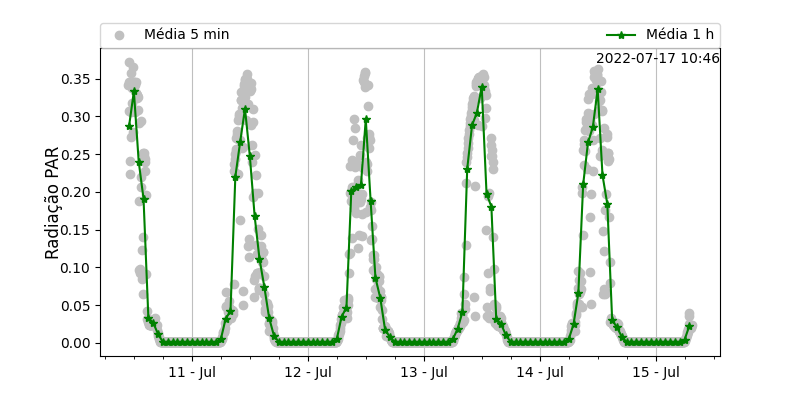 Média 5 min
Média 1 h
2022-07-17 10:46
Radiação PAR
0.35
0.30
0.25
0.20
0.15
0.10
0.05
0.00
11 - Jul
12 - Jul
13 - Jul
14 - Jul
15 - Jul